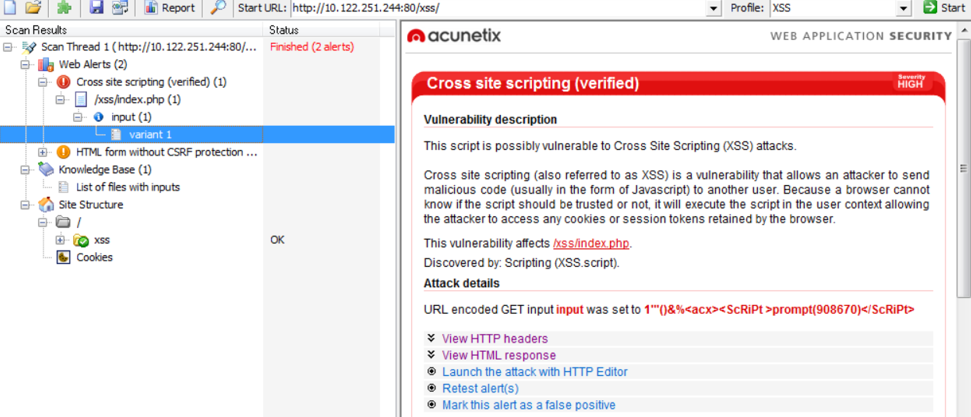 Report Start URL: http://10.122.251.244:80/xss/ Profile: XSS Start
Scan Results Status
Scan Thread 1 ( http://10.122.251.244:80/... Finished (2 alerts)
Web Alerts (2)
Cross site scripting (verified) (1)
/xss/index.php (1)
input (1)
variant 1
HTML form without CSRF protection ...
Knowledge Base (1)
List of files with inputs
Site Structure
/
xss OK
Cookies
acunetix WEB APPLICATION SECURITY
Cross site scripting (verified) Severity
HIGH
Vulnerability description
This script is possibly vulnerable to Cross Site Scripting (XSS) attacks.
Cross site scripting (also referred to as XSS) is a vulnerability that allows an attacker to send
malicious code (usually in the form of Javascript) to another user. Because a browser cannot
know if the script should be trusted or not, it will execute the script in the user context allowing
the attacker to access any cookies or session tokens retained by the browser.
This vulnerability affects /xss/index.php.
Discovered by: Scripting (XSS.script).
Attack details
URL encoded GET input input was set to 1'"()&%<acx><ScRiPt >prompt(908670)</ScRiPt>
View HTTP headers
View HTML response
Launch the attack with HTTP Editor
Retest alert(s)
Mark this alert as a false positive